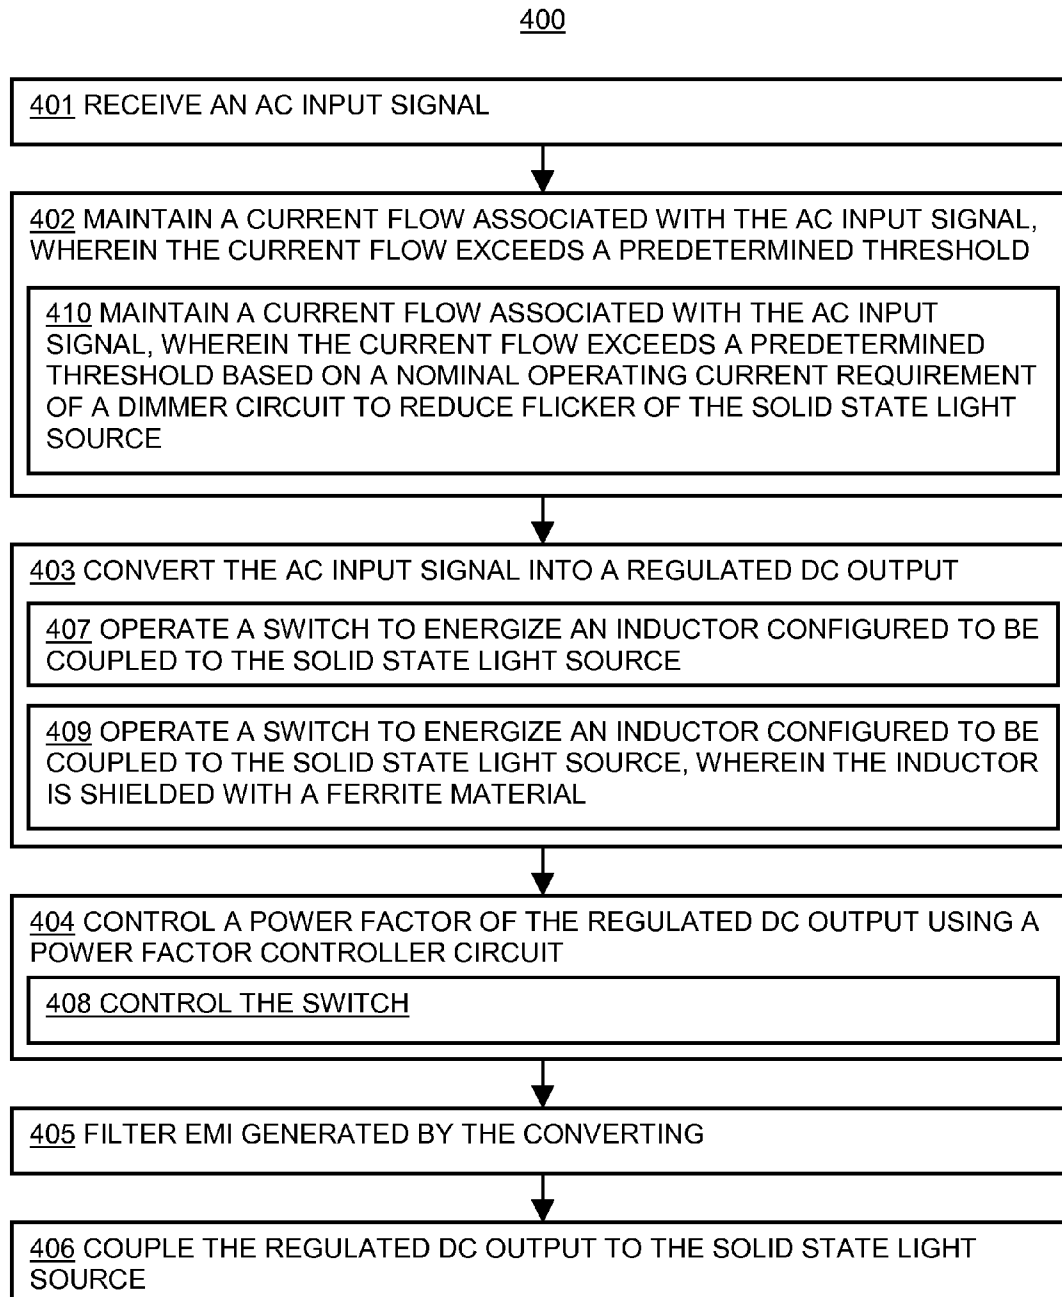 400
401 RECEIVE AN AC INPUT SIGNAL
402 MAINTAIN A CURRENT FLOW ASSOCIATED WITH THE AC INPUT SIGNAL,
WHEREIN THE CURRENT FLOW EXCEEDS A PREDETERMINED THRESHOLD
410 MAINTAIN A CURRENT FLOW ASSOCIATED WITH THE AC INPUT
SIGNAL, WHEREIN THE CURRENT FLOW EXCEEDS A PREDETERMINED
THRESHOLD BASED ON A NOMINAL OPERATING CURRENT REQUIREMENT
OF A DIMMER CIRCUIT TO REDUCE FLICKER OF THE SOLID STATE LIGHT
SOURCE
403 CONVERT THE AC INPUT SIGNAL INTO A REGULATED DC OUTPUT
407 OPERATE A SWITCH TO ENERGIZE AN INDUCTOR CONFIGURED TO BE
COUPLED TO THE SOLID STATE LIGHT SOURCE
409 OPERATE A SWITCH TO ENERGIZE AN INDUCTOR CONFIGURED TO BE
COUPLED TO THE SOLID STATE LIGHT SOURCE, WHEREIN THE INDUCTOR
IS SHIELDED WITH A FERRITE MATERIAL
404 CONTROL A POWER FACTOR OF THE REGULATED DC OUTPUT USING A
POWER FACTOR CONTROLLER CIRCUIT
408 CONTROL THE SWITCH
405 FILTER EMI GENERATED BY THE CONVERTING
406 COUPLE THE REGULATED DC OUTPUT TO THE SOLID STATE LIGHT
SOURCE